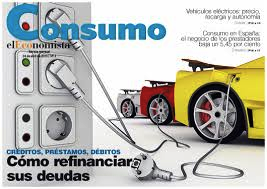 Consumo
elEconomista
Vehículos eléctricos: precio,
recarga y autonomía
Consumo en España:
el negocio de los prestadores
baja un 5,45 por ciento
CRÉDITOS, PRÉSTAMOS, DÉBITOS
Cómo refinanciar
sus deudas